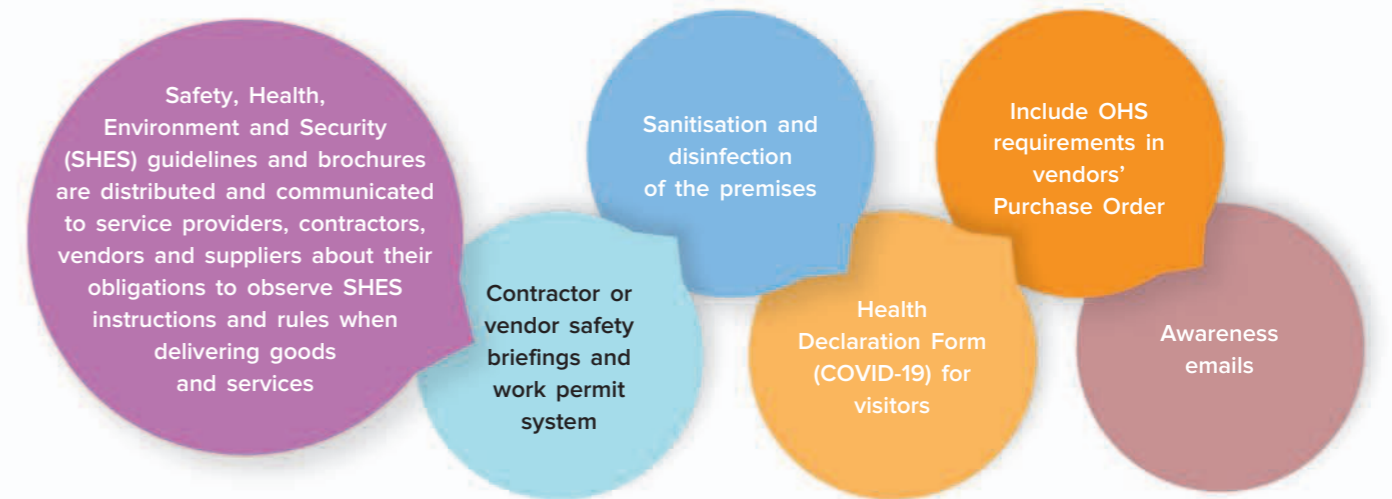 Safety, Health,
Environment and Security
(SHES) guidelines and brochures
are distributed and communicated
to service providers, contractors,
vendors and suppliers about their
obligations to observe SHES
instructions and rules when
delivering goods
and services
Contractor or
vendor safety
briefings and
work permit
system
Sanitisation and
disinfection
of the premises
Health
Declaration Form
(COVID-19) for
visitors
Include OHS
requirements in
vendors’
Purchase Order
Awareness
emails